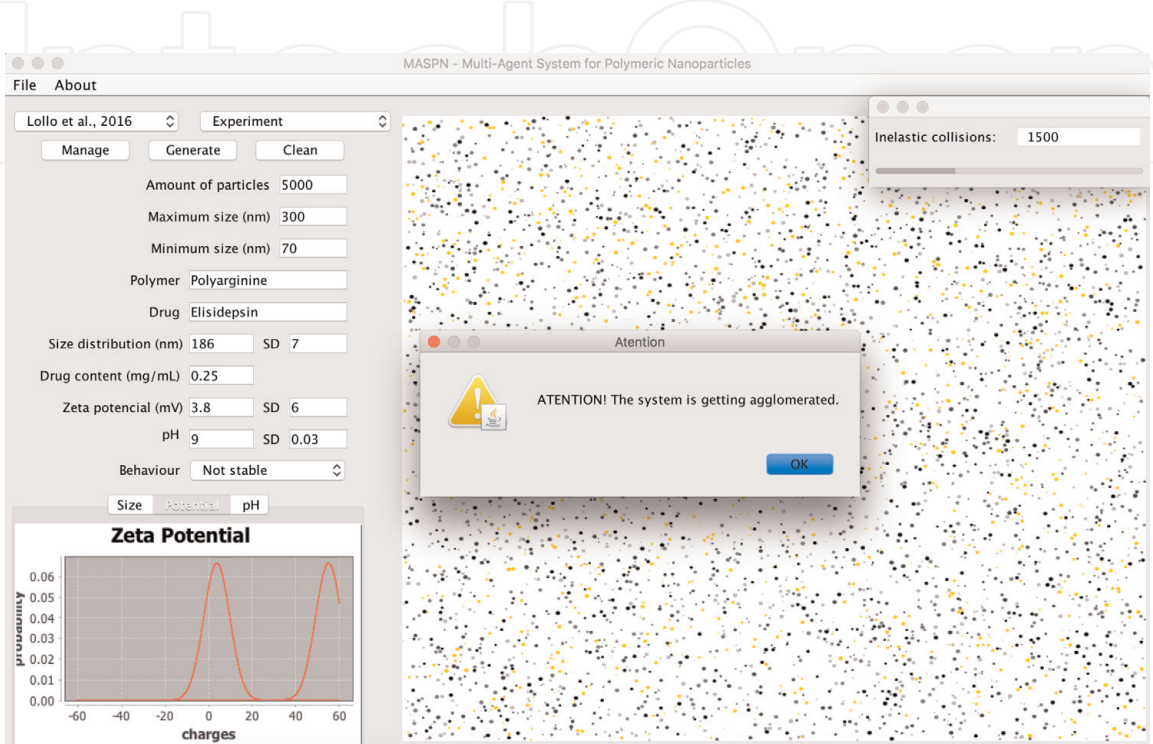 MASPN - Multi-Agent System for Polymeric Nanoparticles
File About
Lollo et al., 2016 Experiment
Manage Generate Clean
Amount of particles 5000
Maximum size (nm) 300
Minimum size (nm) 70
Polymer Polyarginine
Drug Elisidepsin
Size distribution (nm) 186 SD 7
Drug content (mg/mL) 0.25
Zeta potencial (mV) 3.8 SD 6
pH 9 SD 0.03
Behaviour Not stable
Size Potential pH
Zeta Potential
probability
0.06
0.05
0.04
0.03
0.02
0.01
0.00
-60 -40 -20 0 20 40 60
charges
Inelastic collisions: 1500
Atention
ATENTION! The system is getting agglomerated.
OK